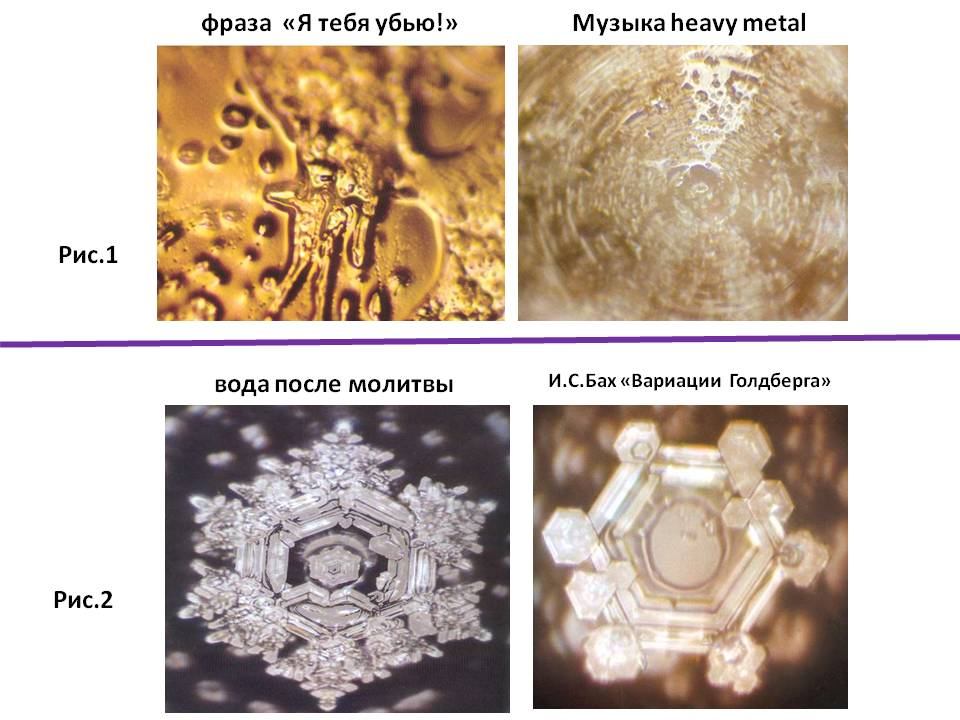 фраза «Я тебя убью!»
Музыка heavy metal
Рис.1
вода после молитвы
И.С.Бах «Вариации Голдберга»
Рис.2